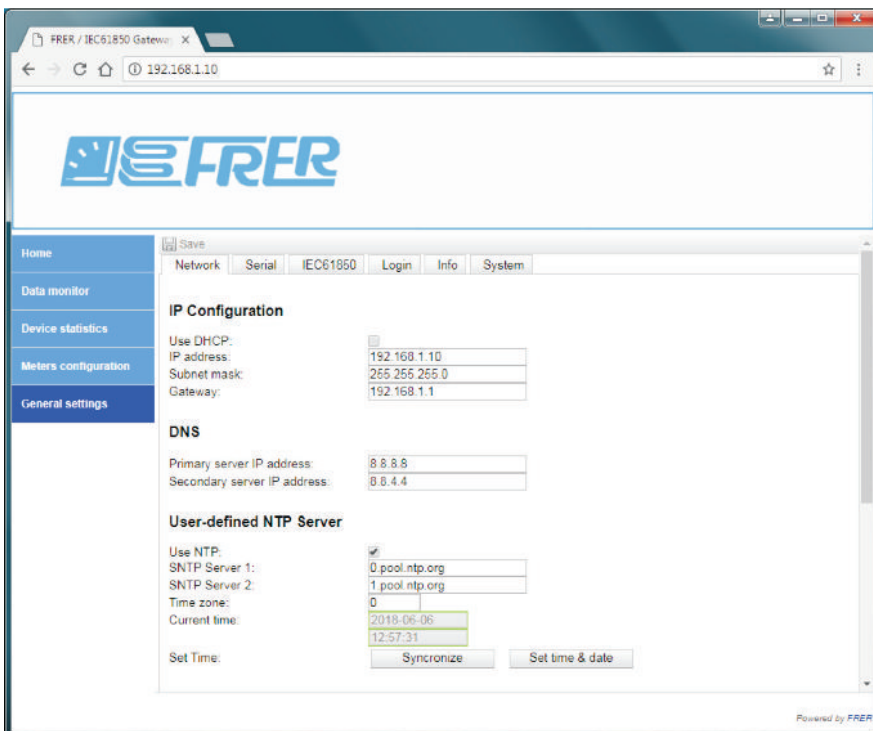 FRER / IEC61850 Gatewa
192.168.1.10
FRER
Home
Data monitor
Device statistics
Meters configuration
General settings
Save
Network Serial IEC61850 Login Info System
IP Configuration
Use DHCP:
IP address: 192.168.1.10
Subnet mask: 255.255.255.0
Gateway: 192.168.1.1
DNS
Primary server IP address: 8.8.8.8
Secondary server IP address: 8.8.4.4
User-defined NTP Server
Use NTP:
SNTP Server 1: 0.pool.ntp.org
SNTP Server 2: 1.pool.ntp.org
Time zone: 0
Current time: 2018-06-06
12:57:31
Set Time: Syncronize Set time & date
Powered by FRER